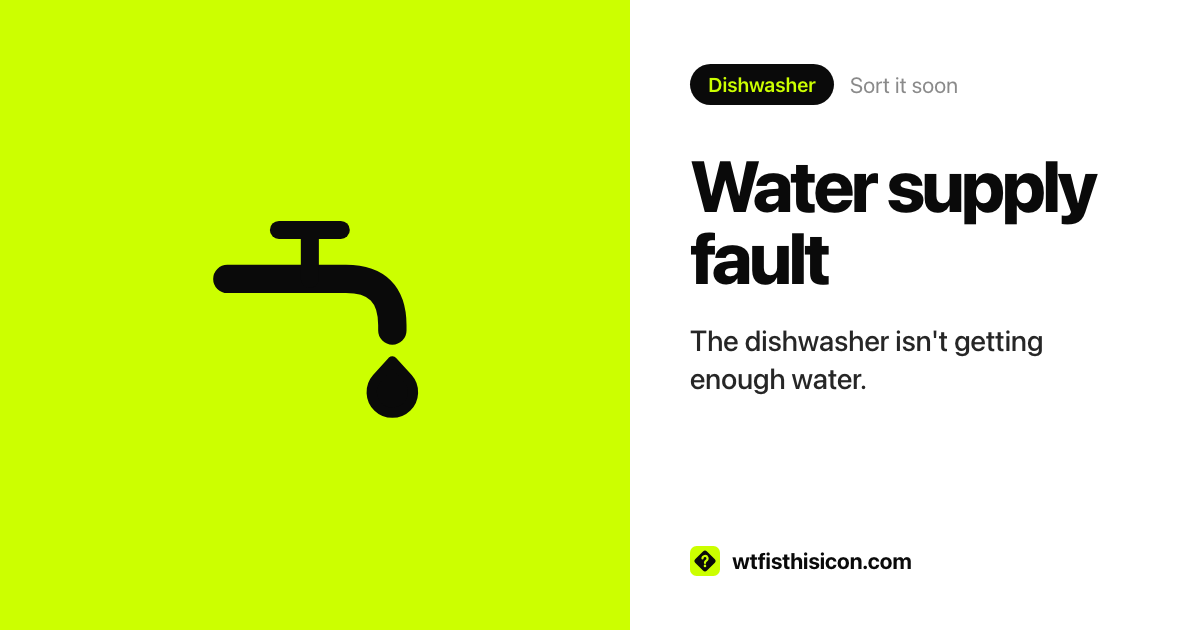 Dishwasher Sort it soon
Water supply
fault
The dishwasher isn't getting
enough water.
? wtfisthisicon.com